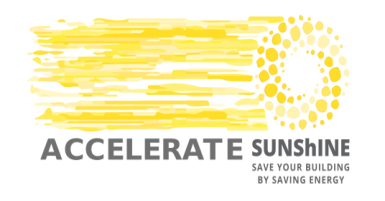 ACCELERATE SUNShINE
SAVE YOUR BUILDING
BY SAVING ENERGY